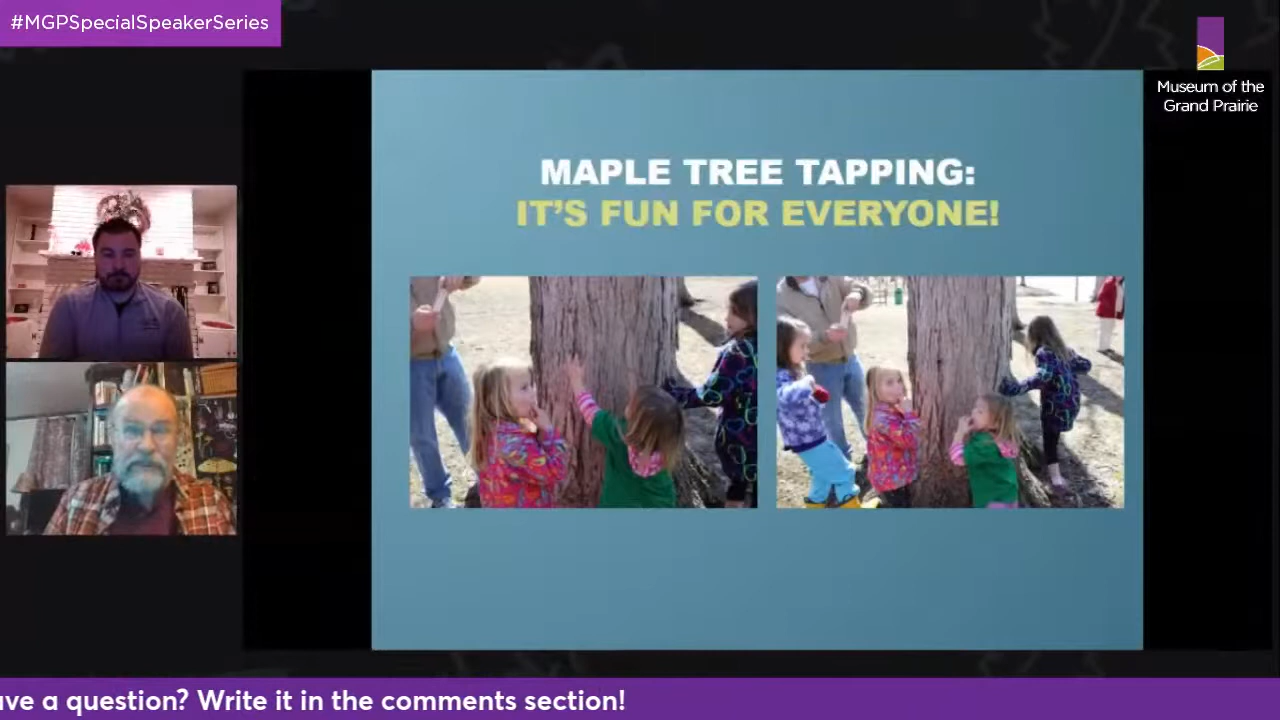 #MGPSpecialSpeakerSeries
Museum of the
Grand Prairie
MAPLE TREE TAPPING:
IT'S FUN FOR EVERYONE!
a question? Write it in the comments section!